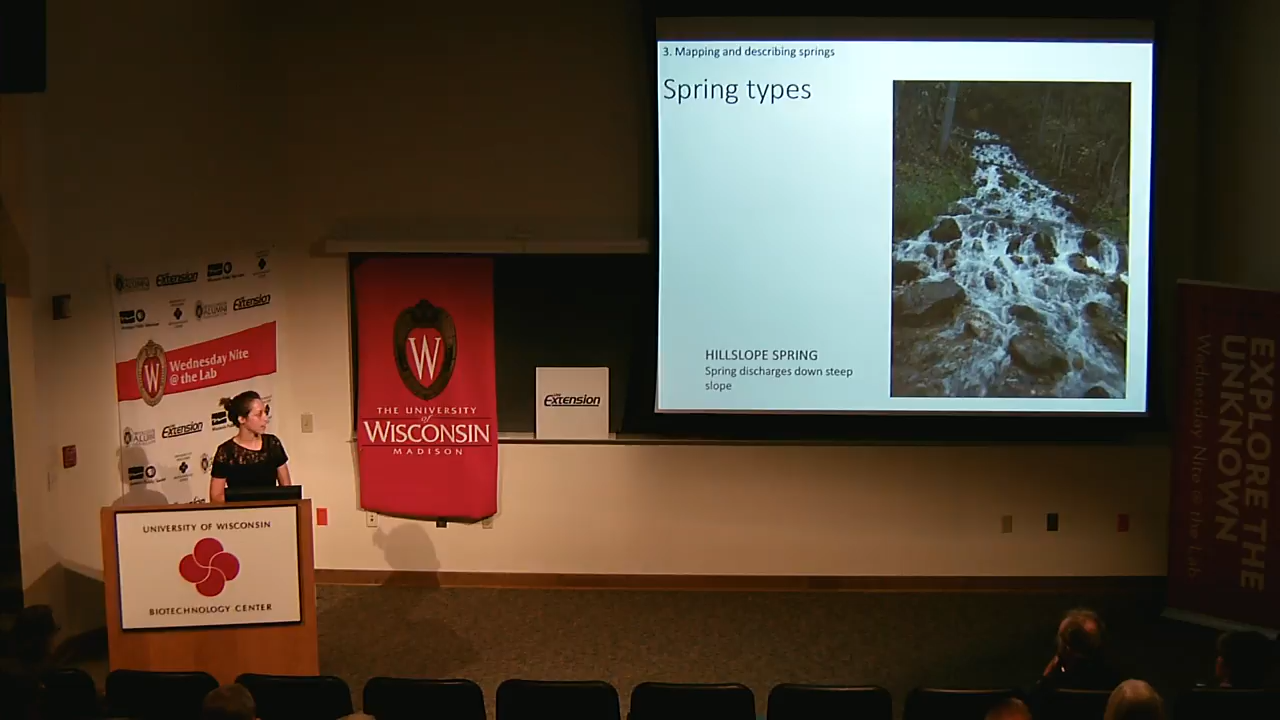 3. Mapping and describing springs
Spring types
HILLSLOPE SPRING
Spring discharges down steep
slope
Extension
Extension
Wednesday Nite
@ the Lab
Extension
W
THE UNIVERSITY
of
WISCONSIN
MADISON
Extension
UNIVERSITY OF WISCONSIN
BIOTECHNOLOGY CENTER
EXPLORE THE
UNKNOWN
Wednesday Nite @ the Lab